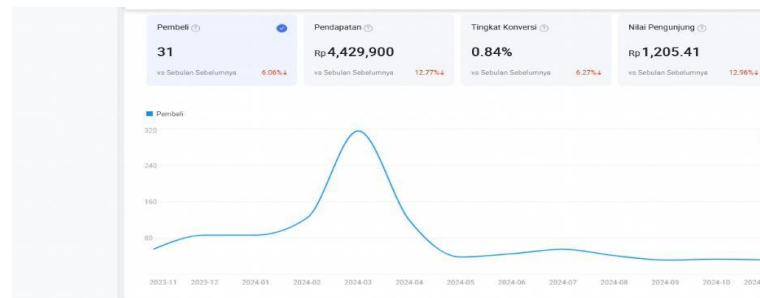 Pembeli
Pendapatan
Tingkat Konversi
Nilai Pengunjung
31
Rp 4,429,900
0.84%
Rp 1,205.41
vs Sebulan Sebelumnya 6.06%↓
vs Sebulan Sebelumnya 12.77%↓
vs Sebulan Sebelumnya 6.27%↓
vs Sebulan Sebelumnya 12.96%↓
Pembeli
320
240
160
80
2023-11 2023-12 2024-01 2024-02 2024-03 2024-04 2024-05 2024-06 2024-07 2024-08 2024-09 2024-10 2024